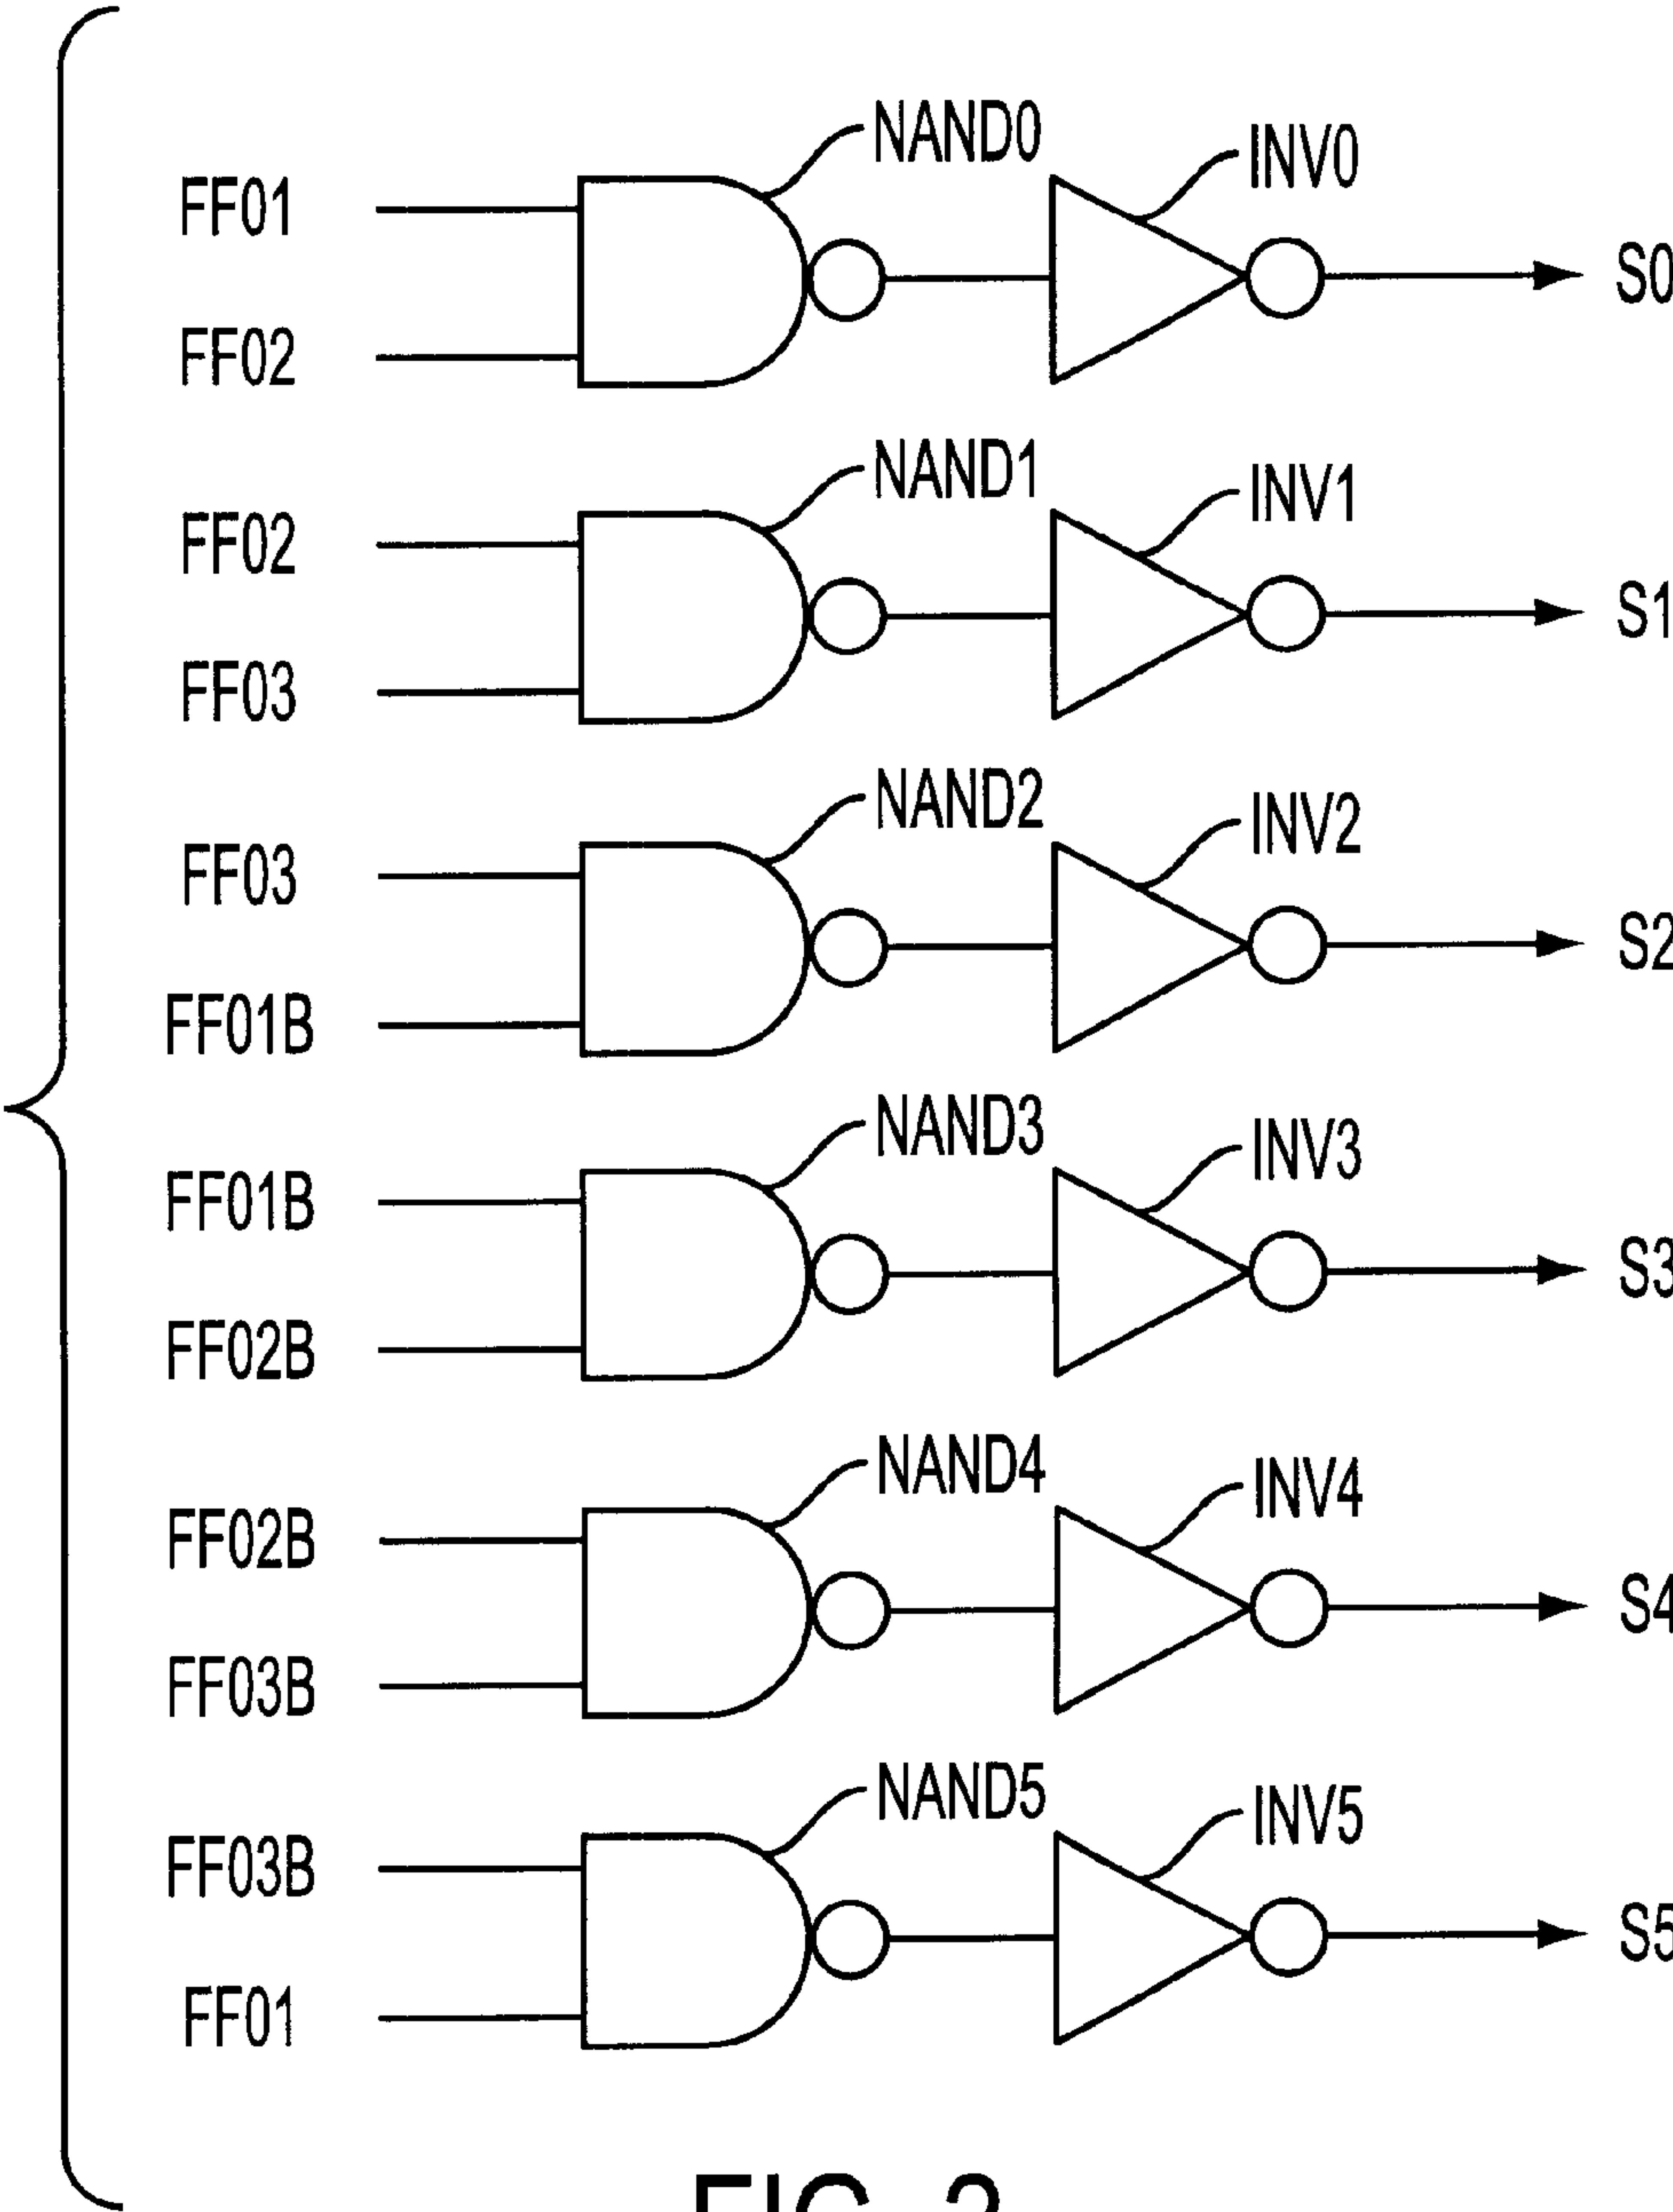 NAND0
INV0
FF01
S0
FF02
NAND1
INV1
FF02
S1
FF03
NAND2
INV2
FF03
S2
FF01B
NAND3
INV3
FF01B
S3
FF02B
NAND4
INV4
FF02B
S4
FF03B
NAND5
INV5
FF03B
S5
FF01